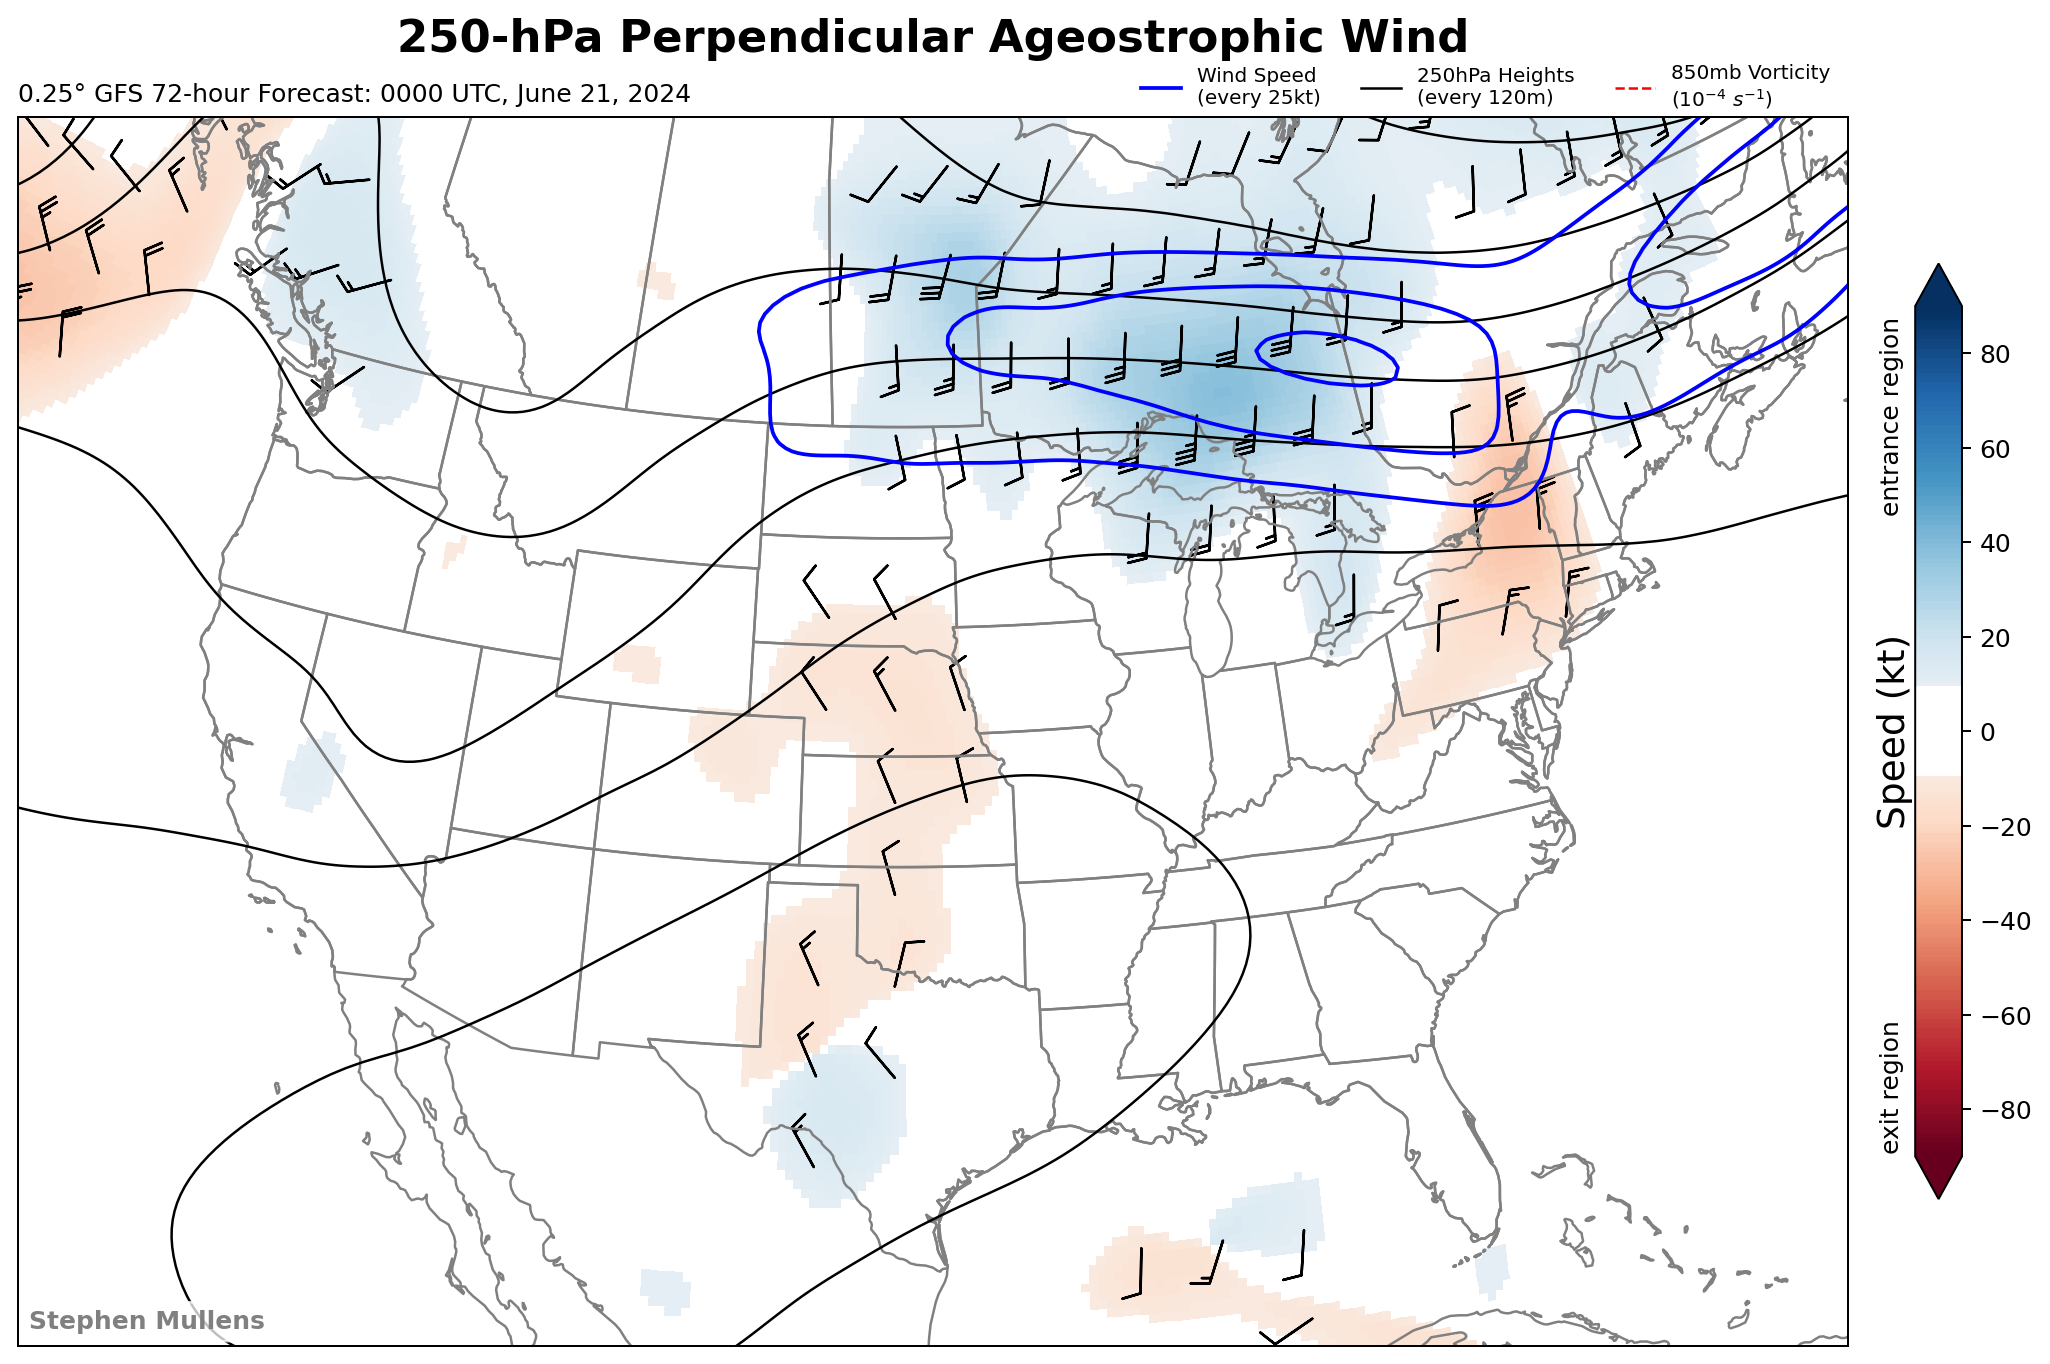 250-hPa Perpendicular Ageostrophic Wind
0.25° GFS 72-hour Forecast: 0000 UTC, June 21, 2024
Wind Speed
(every 25kt)
250hPa Heights
(every 120m)
850mb Vorticity
(10⁻⁴ s⁻¹)
entrance region
Speed (kt)
exit region
80
60
40
20
0
−20
−40
−60
−80
Stephen Mullens